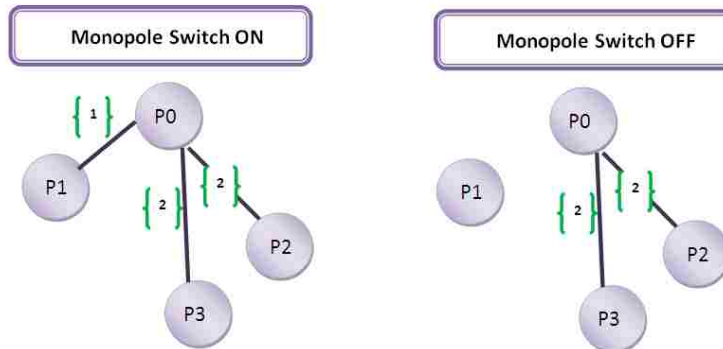 Monopole Switch ON
{ 1 }
P0
P1
{ 2 }
{ 2 }
P2
P3
Monopole Switch OFF
P0
P1
{ 2 }
{ 2 }
P2
P3